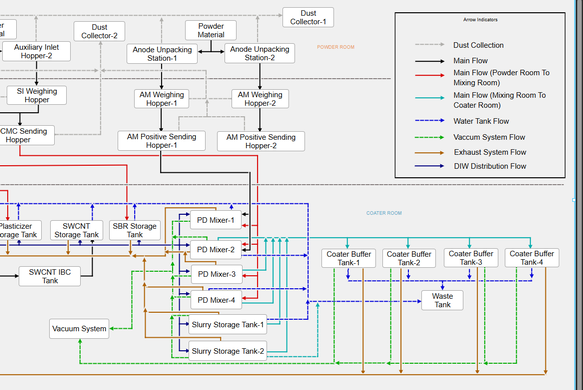 Dust
Collector-1
Dust
Collector-2
Powder
Material
Auxiliary Inlet
Hopper-2
Anode Unpacking
Station-1
Anode Unpacking
Station-2
POWDER ROOM
SI Weighing
Hopper
AM Weighing
Hopper-1
AM Weighing
Hopper-2
CMC Sending
Hopper
AM Positive Sending
Hopper-1
AM Positive Sending
Hopper-2
Arrow Indicators
Dust Collection
Main Flow
Main Flow (Powder Room To
Mixing Room)
Main Flow (Mixing Room To
Coater Room)
Water Tank Flow
Vaccum System Flow
Exhaust System Flow
DIW Distribution Flow
COATER ROOM
Plasticizer
orage Tank
SWCNT
Storage Tank
SBR Storage
Tank
PD Mixer-1
PD Mixer-2
PD Mixer-3
PD Mixer-4
Slurry Storage Tank-1
Slurry Storage Tank-2
SWCNT IBC
Tank
Vacuum System
Coater Buffer
Tank-1
Coater Buffer
Tank-2
Coater Buffer
Tank-3
Coater Buffer
Tank-4
Waste
Tank